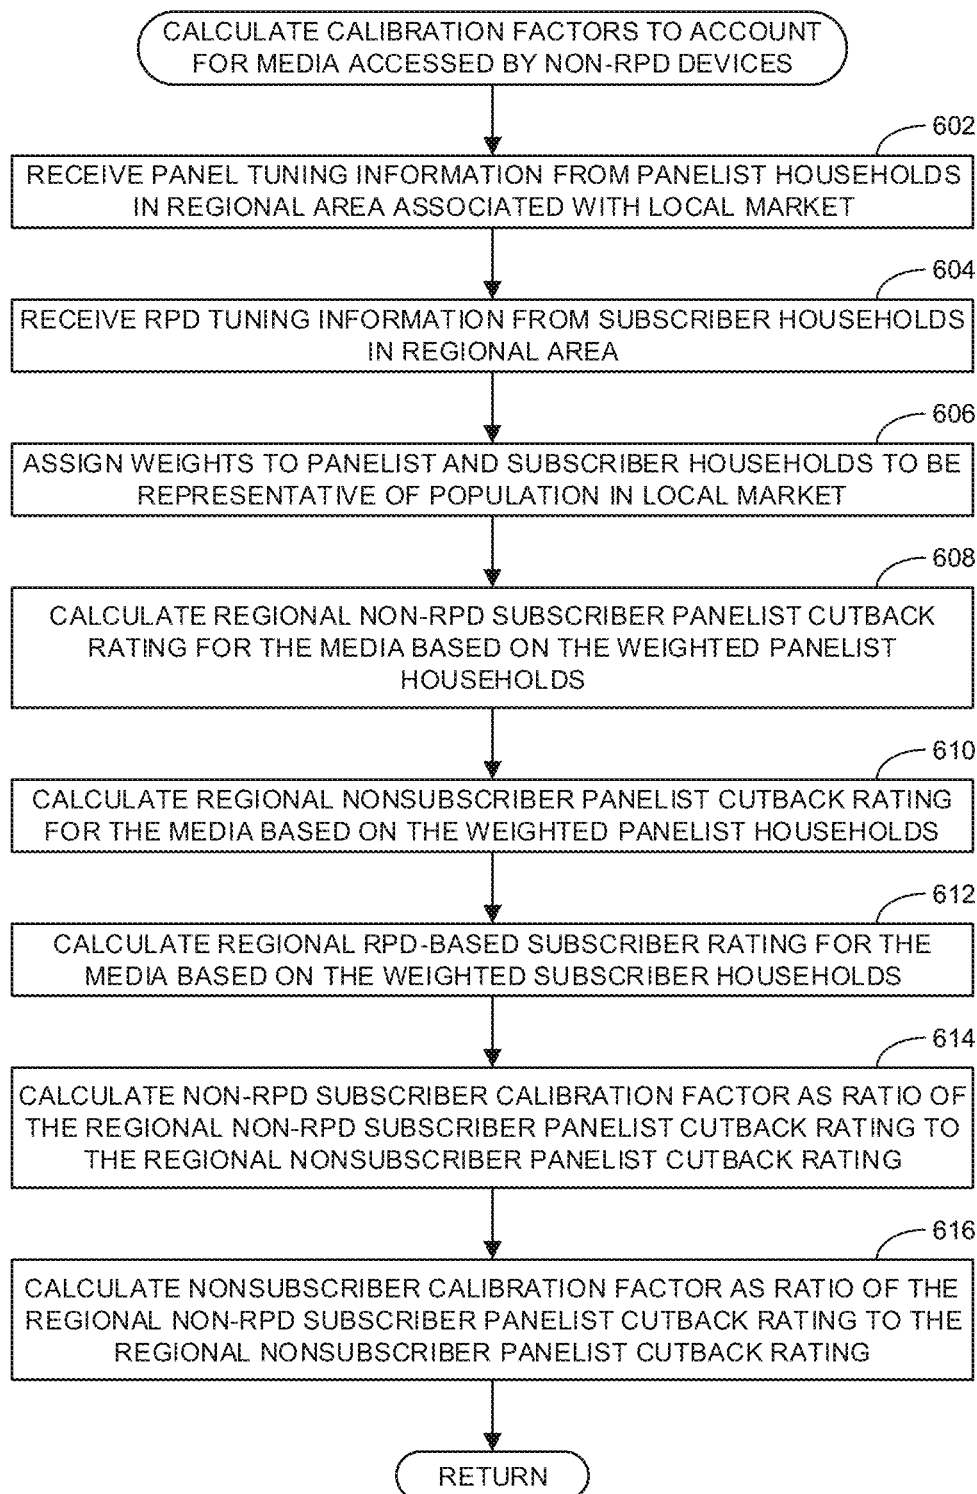 CALCULATE CALIBRATION FACTORS TO ACCOUNT
FOR MEDIA ACCESSED BY NON-RPD DEVICES
602
RECEIVE PANEL TUNING INFORMATION FROM PANELIST HOUSEHOLDS
IN REGIONAL AREA ASSOCIATED WITH LOCAL MARKET
604
RECEIVE RPD TUNING INFORMATION FROM SUBSCRIBER HOUSEHOLDS
IN REGIONAL AREA
606
ASSIGN WEIGHTS TO PANELIST AND SUBSCRIBER HOUSEHOLDS TO BE
REPRESENTATIVE OF POPULATION IN LOCAL MARKET
608
CALCULATE REGIONAL NON-RPD SUBSCRIBER PANELIST CUTBACK
RATING FOR THE MEDIA BASED ON THE WEIGHTED PANELIST
HOUSEHOLDS
610
CALCULATE REGIONAL NONSUBSCRIBER PANELIST CUTBACK RATING
FOR THE MEDIA BASED ON THE WEIGHTED PANELIST HOUSEHOLDS
612
CALCULATE REGIONAL RPD-BASED SUBSCRIBER RATING FOR THE
MEDIA BASED ON THE WEIGHTED SUBSCRIBER HOUSEHOLDS
614
CALCULATE NON-RPD SUBSCRIBER CALIBRATION FACTOR AS RATIO OF
THE REGIONAL NON-RPD SUBSCRIBER PANELIST CUTBACK RATING TO
THE REGIONAL NONSUBSCRIBER PANELIST CUTBACK RATING
616
CALCULATE NONSUBSCRIBER CALIBRATION FACTOR AS RATIO OF THE
REGIONAL NON-RPD SUBSCRIBER PANELIST CUTBACK RATING TO THE
REGIONAL NONSUBSCRIBER PANELIST CUTBACK RATING
RETURN